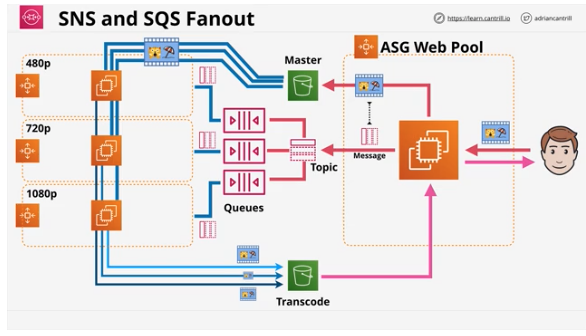 SNS and SQS Fanout
https://learn.cantrill.io
adriancantrill
480p
Master
ASG Web Pool
720p
Message
Topic
1080p
Queues
Transcode